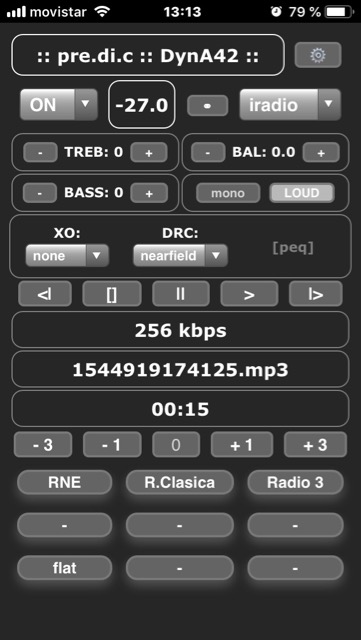 movistar 13:13 79 %
:: pre.di.c :: DynA42 ::
ON -27.0 iradio
- TREB: 0 + - BAL: 0.0 +
- BASS: 0 + mono LOUD
XO: DRC: [peq]
none nearfield
<| [] || > |>
256 kbps
1544919174125.mp3
00:15
- 3 - 1 0 + 1 + 3
RNE R.Clasica Radio 3
- - -
flat - -